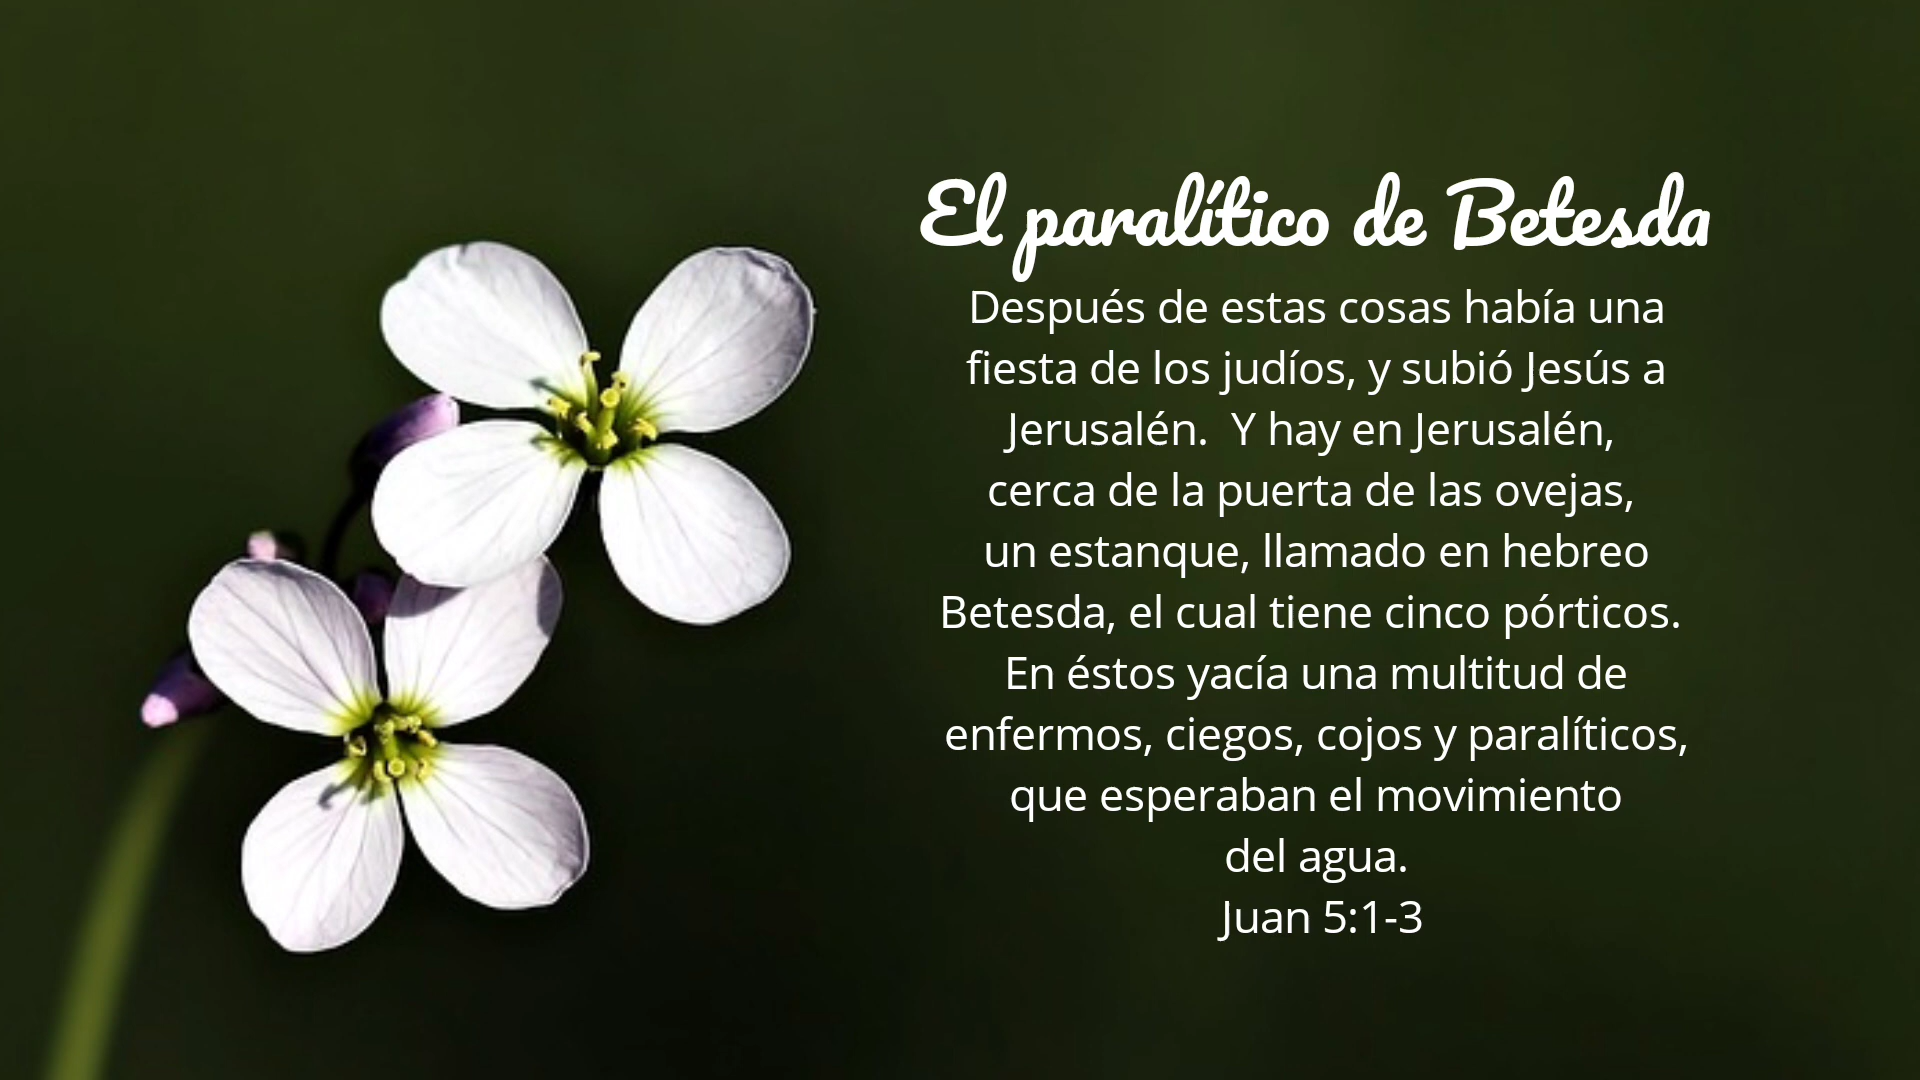 El paralítico de Betesda
Después de estas cosas había una
fiesta de los judíos, y subió Jesús a
Jerusalén.  Y hay en Jerusalén,
cerca de la puerta de las ovejas,
un estanque, llamado en hebreo
Betesda, el cual tiene cinco pórticos.
En éstos yacía una multitud de
enfermos, ciegos, cojos y paralíticos,
que esperaban el movimiento
del agua.
Juan 5:1-3